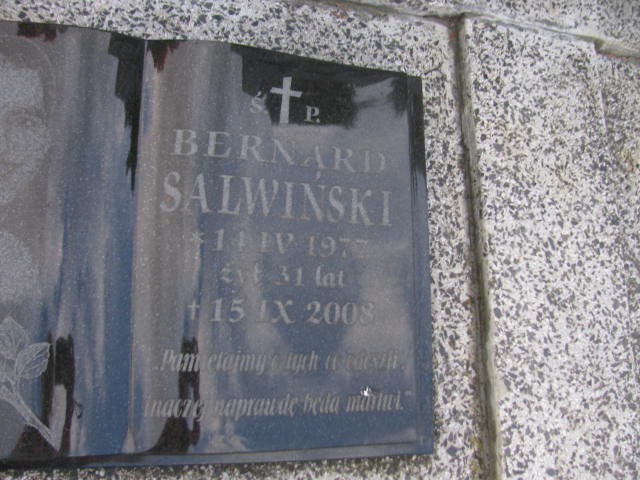 Ś P.
BERNARD
SALWIŃSKI
* 14 IV 1977
żył 31 lat
† 15 IX 2008
„Pamiętajmy o tych co odeszli
inaczej naprawdę będą martwi.”